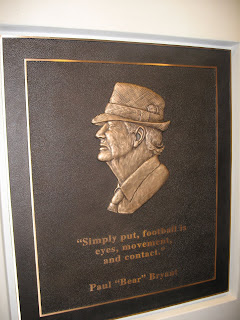 “Simply put, football is
eyes, movement,
and contact.”
Paul “Bear” Bryant